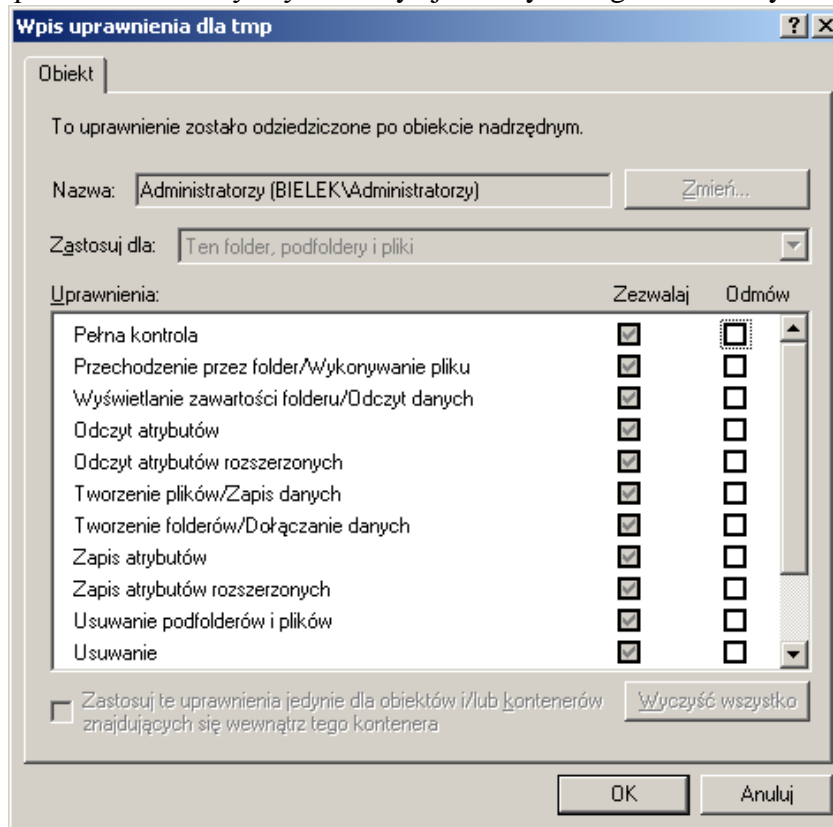 Wpis uprawnienia dla tmp
Obiekt
To uprawnienie zostało odziedziczone po obiekcie nadrzędnym.
Nazwa: Administratorzy (BIELEK\Administratorzy) Zmień...
Zastosuj dla: Ten folder, podfoldery i pliki
Uprawnienia: Zezwalaj Odmów
Pełna kontrola
Przechodzenie przez folder/Wykonywanie pliku
Wyświetlanie zawartości folderu/Odczyt danych
Odczyt atrybutów
Odczyt atrybutów rozszerzonych
Tworzenie plików/Zapis danych
Tworzenie folderów/Dołączanie danych
Zapis atrybutów
Zapis atrybutów rozszerzonych
Usuwanie podfolderów i plików
Usuwanie
Zastosuj te uprawnienia jedynie dla obiektów i/lub kontenerów Wyczyść wszystko
znajdujących się wewnątrz tego kontenera
OK Anuluj